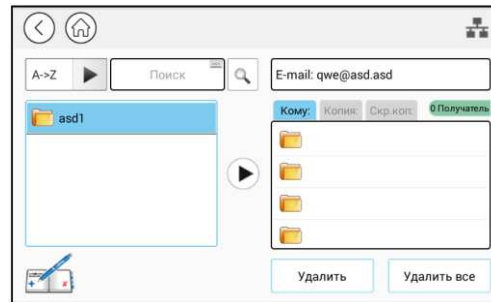 A->Z
Поиск
E-mail: qwe@asd.asd
asd1
Кому:
Копия:
Скр.коп:
0 Получатель
Удалить
Удалить все